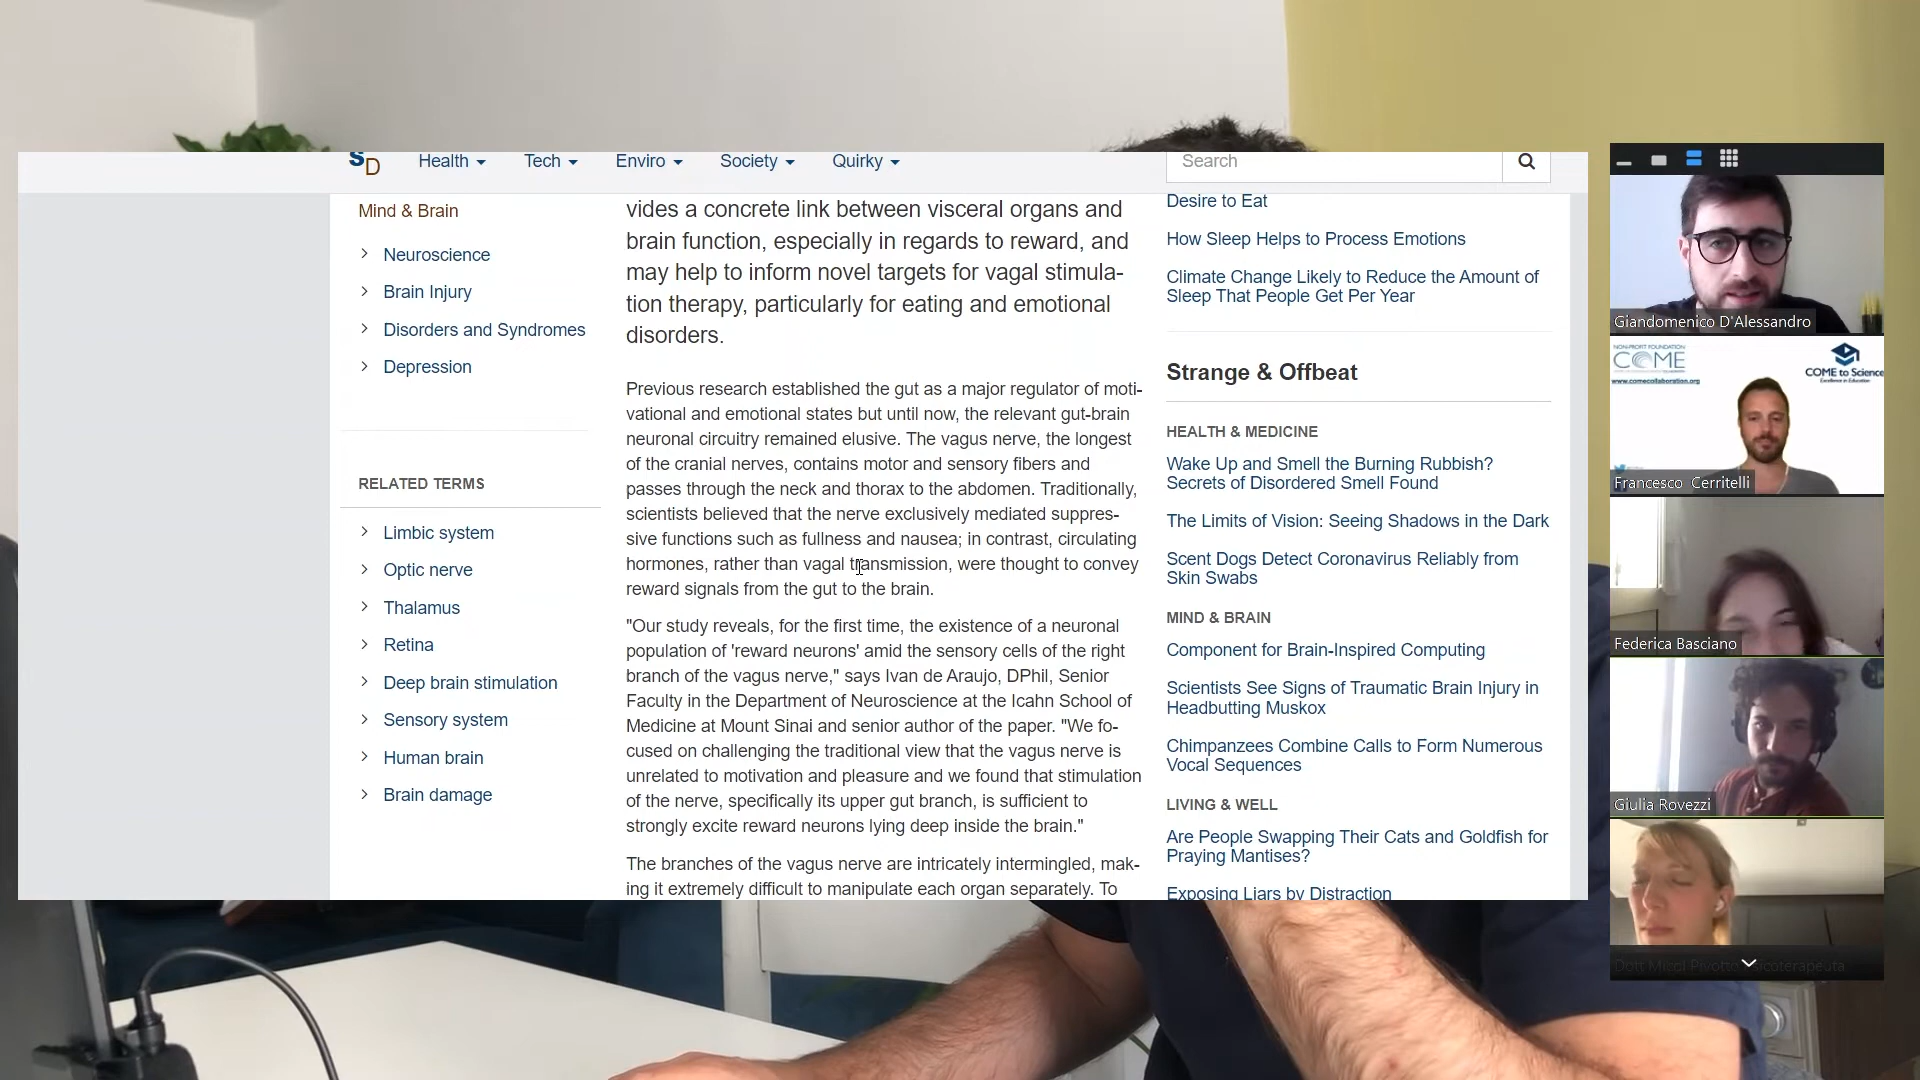 SD
Health
Tech
Enviro
Society
Quirky
Search
Mind & Brain
Neuroscience
Brain Injury
Disorders and Syndromes
Depression
RELATED TERMS
Limbic system
Optic nerve
Thalamus
Retina
Deep brain stimulation
Sensory system
Human brain
Brain damage
vides a concrete link between visceral organs and
brain function, especially in regards to reward, and
may help to inform novel targets for vagal stimula-
tion therapy, particularly for eating and emotional
disorders.
Previous research established the gut as a major regulator of moti-
vational and emotional states but until now, the relevant gut-brain
neuronal circuitry remained elusive. The vagus nerve, the longest
of the cranial nerves, contains motor and sensory fibers and
passes through the neck and thorax to the abdomen. Traditionally,
scientists believed that the nerve exclusively mediated suppres-
sive functions such as fullness and nausea; in contrast, circulating
hormones, rather than vagal transmission, were thought to convey
reward signals from the gut to the brain.
"Our study reveals, for the first time, the existence of a neuronal
population of 'reward neurons' amid the sensory cells of the right
branch of the vagus nerve," says Ivan de Araujo, DPhil, Senior
Faculty in the Department of Neuroscience at the Icahn School of
Medicine at Mount Sinai and senior author of the paper. "We fo-
cused on challenging the traditional view that the vagus nerve is
unrelated to motivation and pleasure and we found that stimulation
of the nerve, specifically its upper gut branch, is sufficient to
strongly excite reward neurons lying deep inside the brain."
The branches of the vagus nerve are intricately intermingled, mak-
ing it extremely difficult to manipulate each organ separately. To
Desire to Eat
How Sleep Helps to Process Emotions
Climate Change Likely to Reduce the Amount of
Sleep That People Get Per Year
Strange & Offbeat
HEALTH & MEDICINE
Wake Up and Smell the Burning Rubbish?
Secrets of Disordered Smell Found
The Limits of Vision: Seeing Shadows in the Dark
Scent Dogs Detect Coronavirus Reliably from
Skin Swabs
MIND & BRAIN
Component for Brain-Inspired Computing
Scientists See Signs of Traumatic Brain Injury in
Headbutting Muskox
Chimpanzees Combine Calls to Form Numerous
Vocal Sequences
LIVING & WELL
Are People Swapping Their Cats and Goldfish for
Praying Mantises?
Exposing Liars by Distraction
Giandomenico D'Alessandro
NON-PROFIT FOUNDATION
COME
www.comecollaboration.org
COME to Science
Excellence in Education
Francesco Cerritelli
Federica Basciano
Giulia Rovezzi